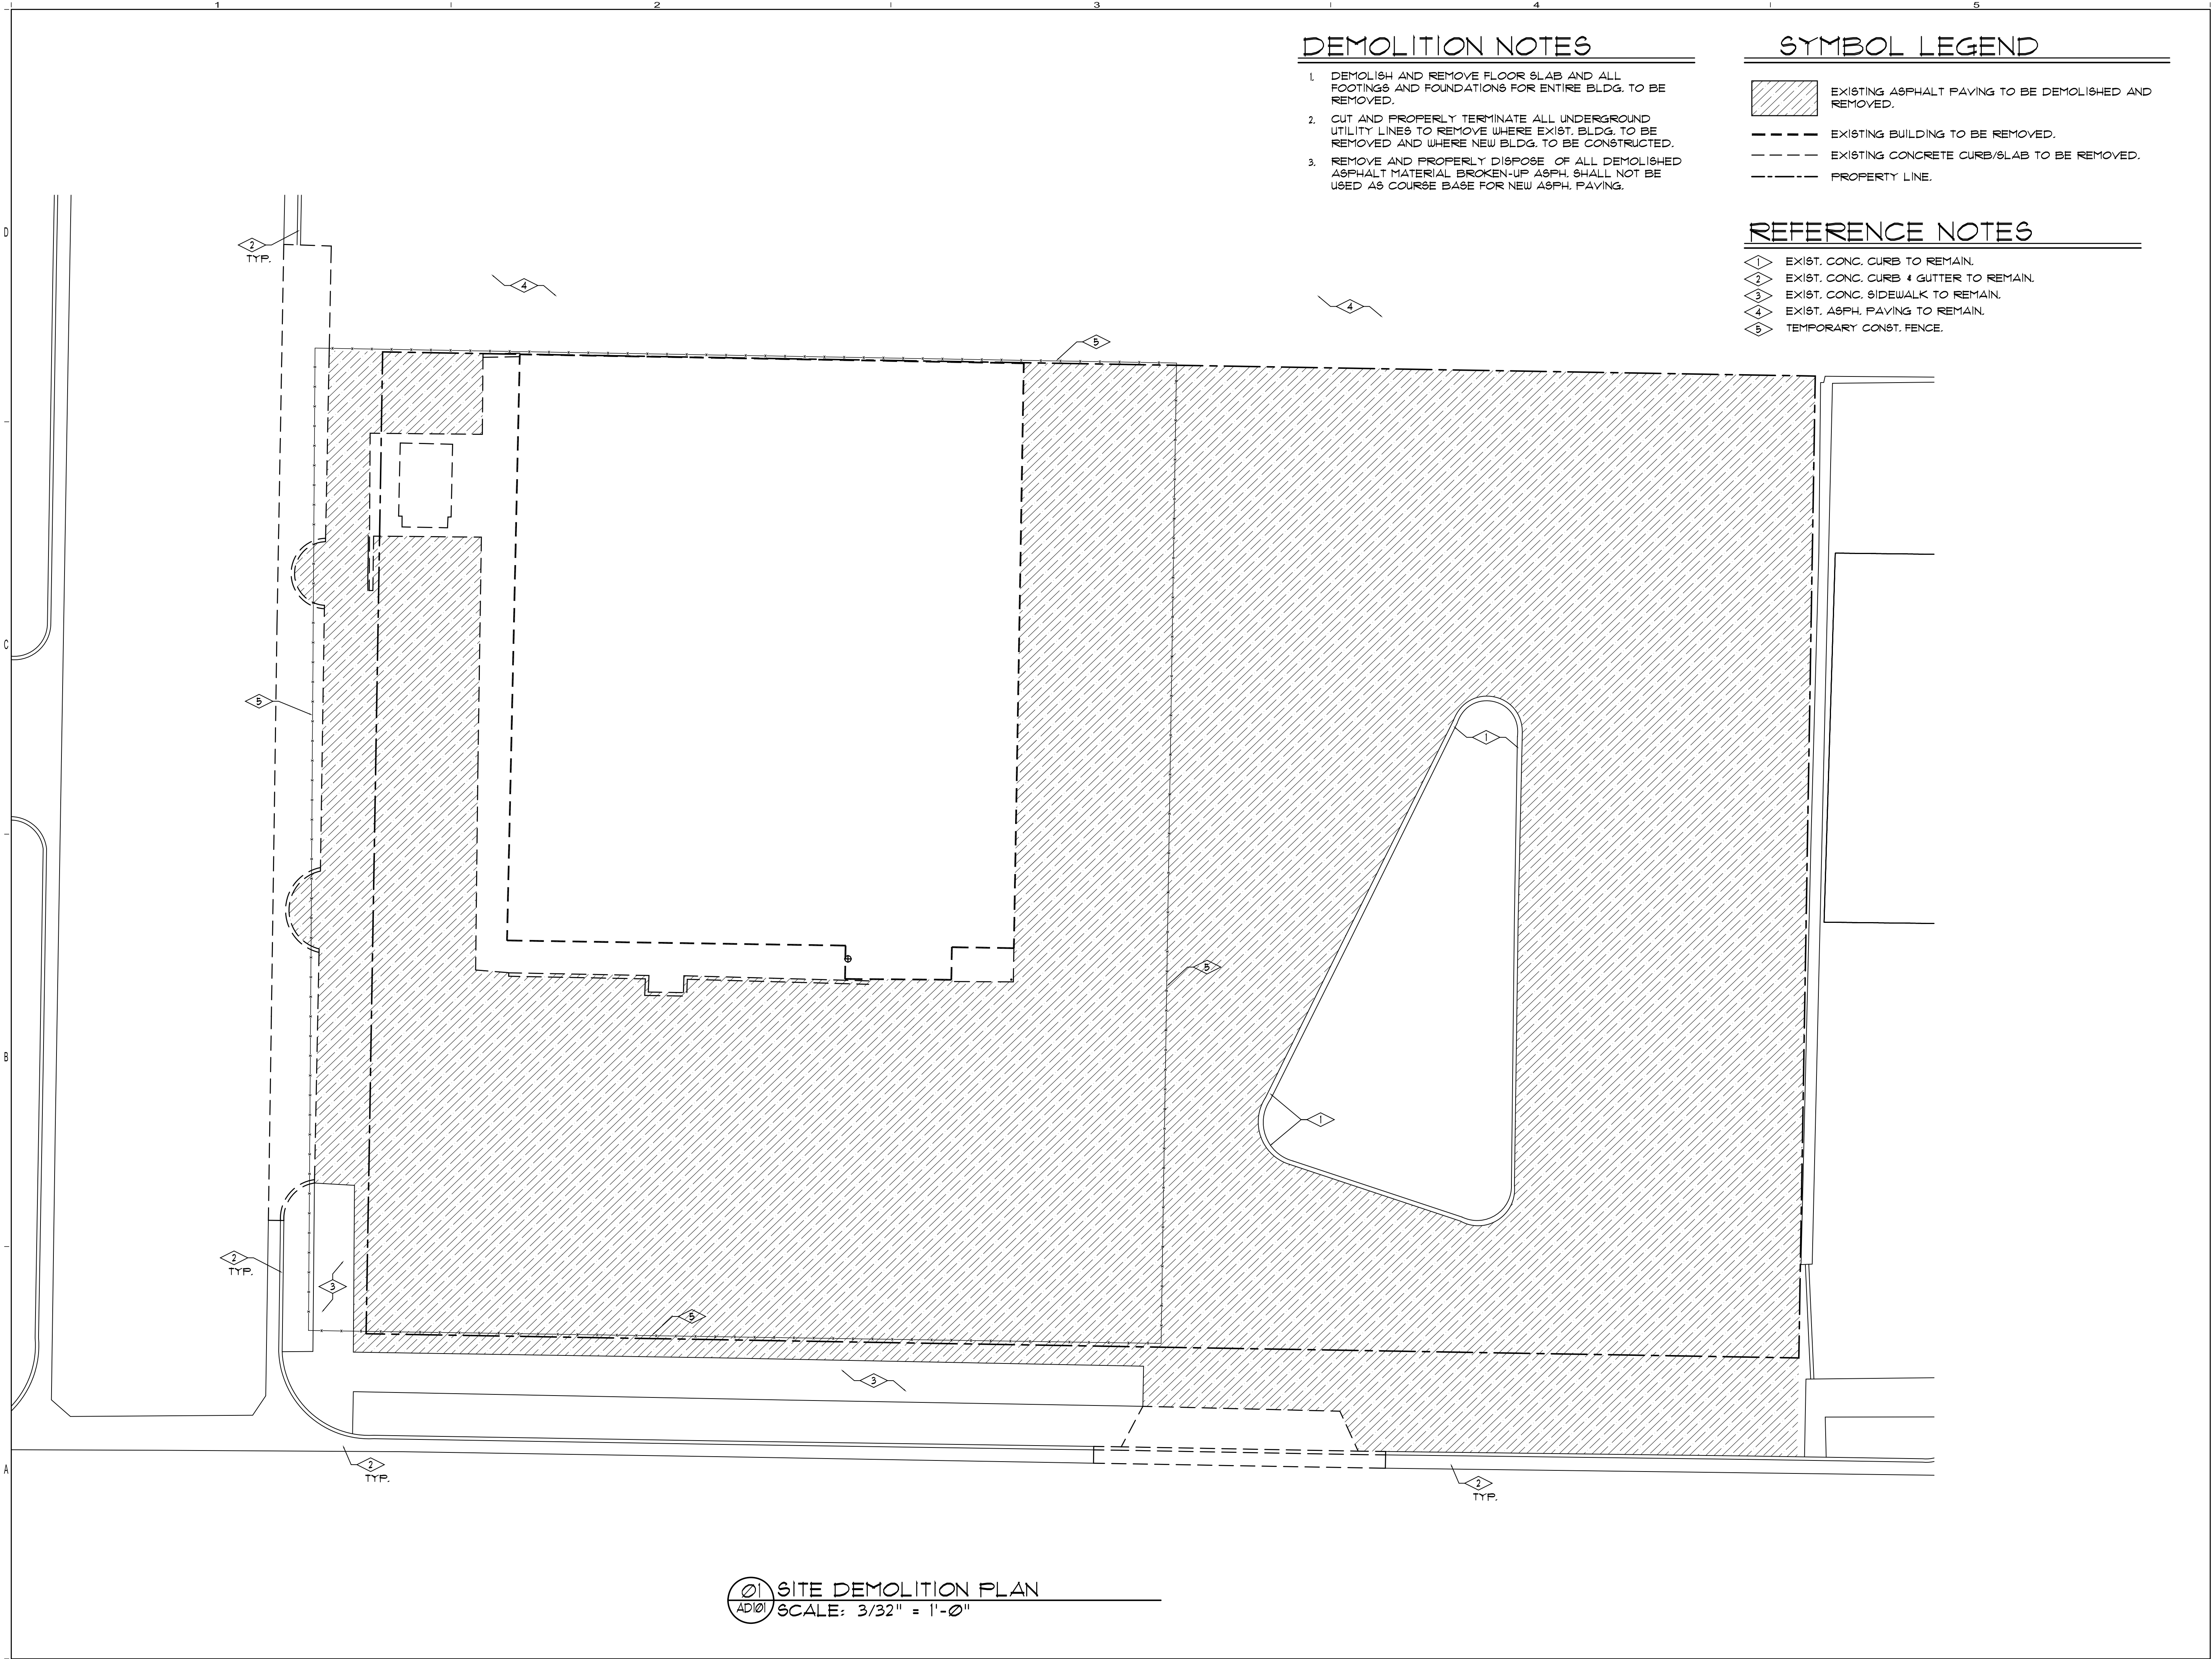 1 2 3 4 5
DEMOLITION NOTES
1. DEMOLISH AND REMOVE FLOOR SLAB AND ALL
FOOTINGS AND FOUNDATIONS FOR ENTIRE BLDG. TO BE
REMOVED.
2. CUT AND PROPERLY TERMINATE ALL UNDERGROUND
UTILITY LINES TO REMOVE WHERE EXIST. BLDG. TO BE
REMOVED AND WHERE NEW BLDG. TO BE CONSTRUCTED.
3. REMOVE AND PROPERLY DISPOSE OF ALL DEMOLISHED
ASPHALT MATERIAL BROKEN-UP ASPH. SHALL NOT BE
USED AS COURSE BASE FOR NEW ASPH. PAVING.
SYMBOL LEGEND
EXISTING ASPHALT PAVING TO BE DEMOLISHED AND
REMOVED.
EXISTING BUILDING TO BE REMOVED.
EXISTING CONCRETE CURB/SLAB TO BE REMOVED.
PROPERTY LINE.
REFERENCE NOTES
1 EXIST. CONC. CURB TO REMAIN.
2 EXIST. CONC. CURB & GUTTER TO REMAIN.
3 EXIST. CONC. SIDEWALK TO REMAIN.
4 EXIST. ASPH. PAVING TO REMAIN.
5 TEMPORARY CONST. FENCE.
D
2
TYP.
4
4
5
C
5
1
5
B
1
2
TYP.
3
5
3
A
2
TYP.
2
TYP.
Ø1
AD1Ø1
SITE DEMOLITION PLAN
SCALE: 3/32" = 1'-Ø"